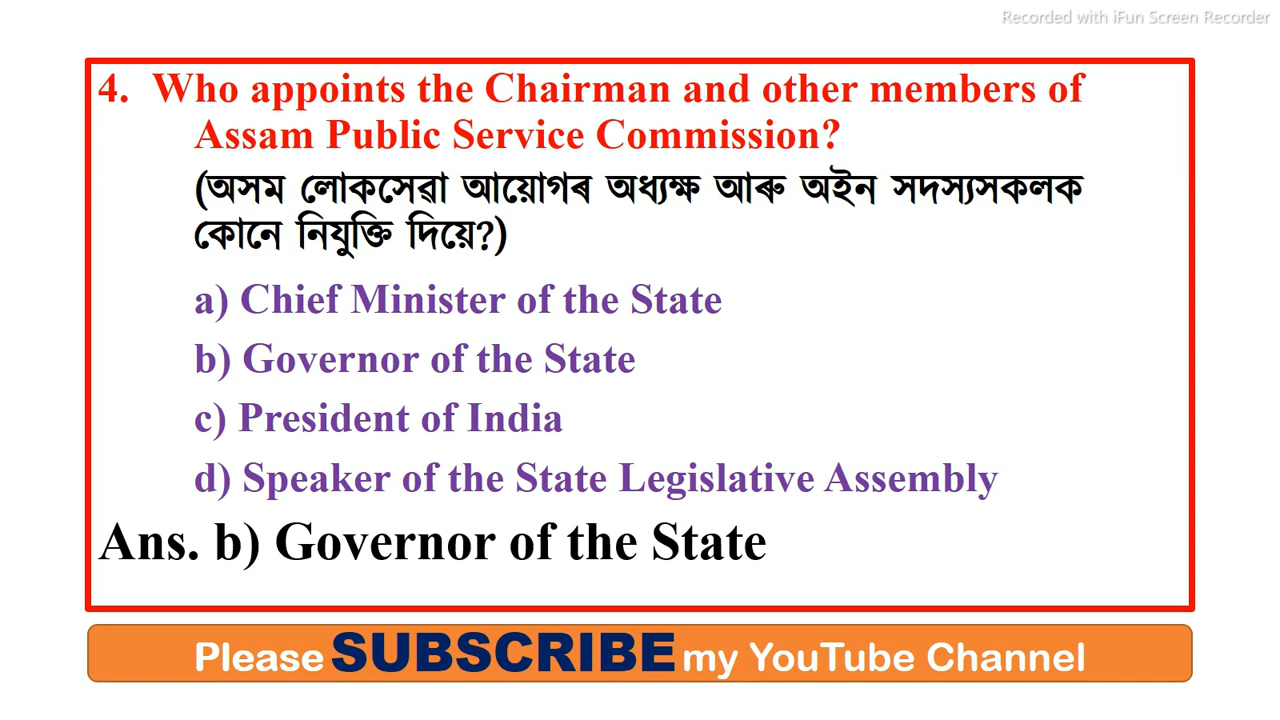 Recorded with iFun Screen Recorder
4. Who appoints the Chairman and other members of
Assam Public Service Commission?
(অসম লোকসেৱা আয়োগৰ অধ্যক্ষ আৰু অইন সদস্যসকলক
কোনে নিযুক্তি দিয়ে?)
a) Chief Minister of the State
b) Governor of the State
c) President of India
d) Speaker of the State Legislative Assembly
Ans. b) Governor of the State
Please SUBSCRIBE my YouTube Channel